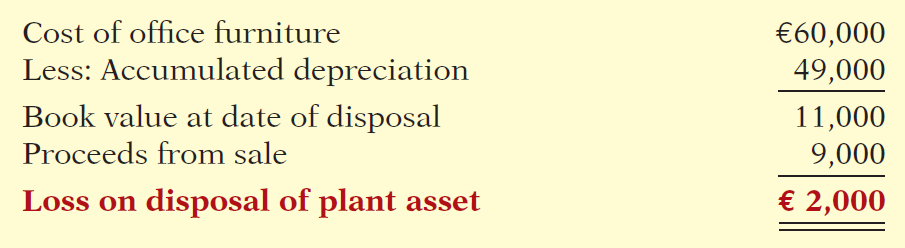 Cost of office furniture €60,000
Less: Accumulated depreciation 49,000
Book value at date of disposal 11,000
Proceeds from sale 9,000
Loss on disposal of plant asset € 2,000